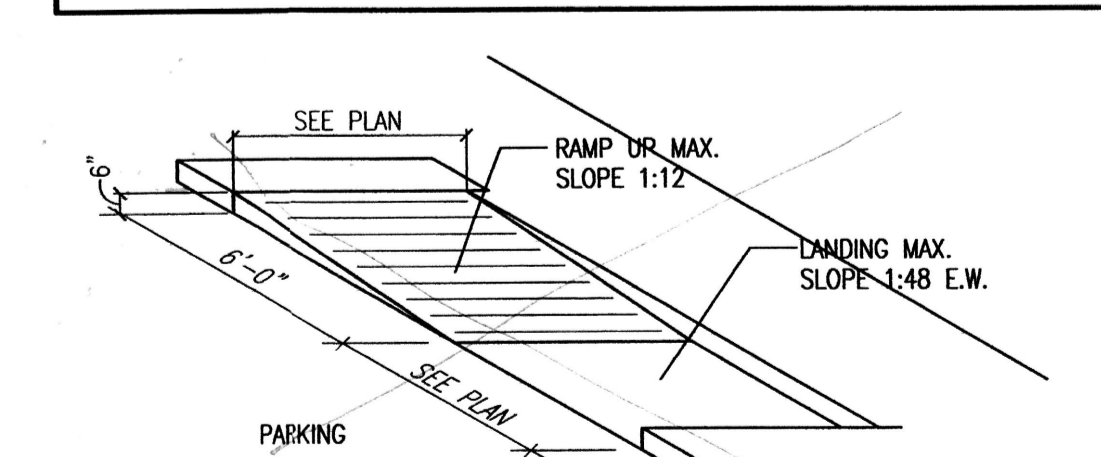 SEE PLAN
RAMP UP MAX.
SLOPE 1:12
6"
LANDING MAX.
SLOPE 1:48 E.W.
6'-0"
SEE PLAN
PARKING